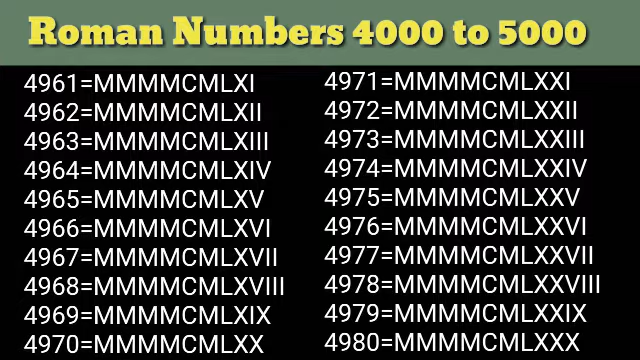 Roman Numbers 4000 to 5000
4961=MMMMCMLXI
4962=MMMMCMLXII
4963=MMMMCMLXIII
4964=MMMMCMLXIV
4965=MMMMCMLXV
4966=MMMMCMLXVI
4967=MMMMCMLXVII
4968=MMMMCMLXVIII
4969=MMMMCMLXIX
4970=MMMMCMLXX
4971=MMMMCMLXXI
4972=MMMMCMLXXII
4973=MMMMCMLXXIII
4974=MMMMCMLXXIV
4975=MMMMCMLXXV
4976=MMMMCMLXXVI
4977=MMMMCMLXXVII
4978=MMMMCMLXXVIII
4979=MMMMCMLXXIX
4980=MMMMCMLXXX